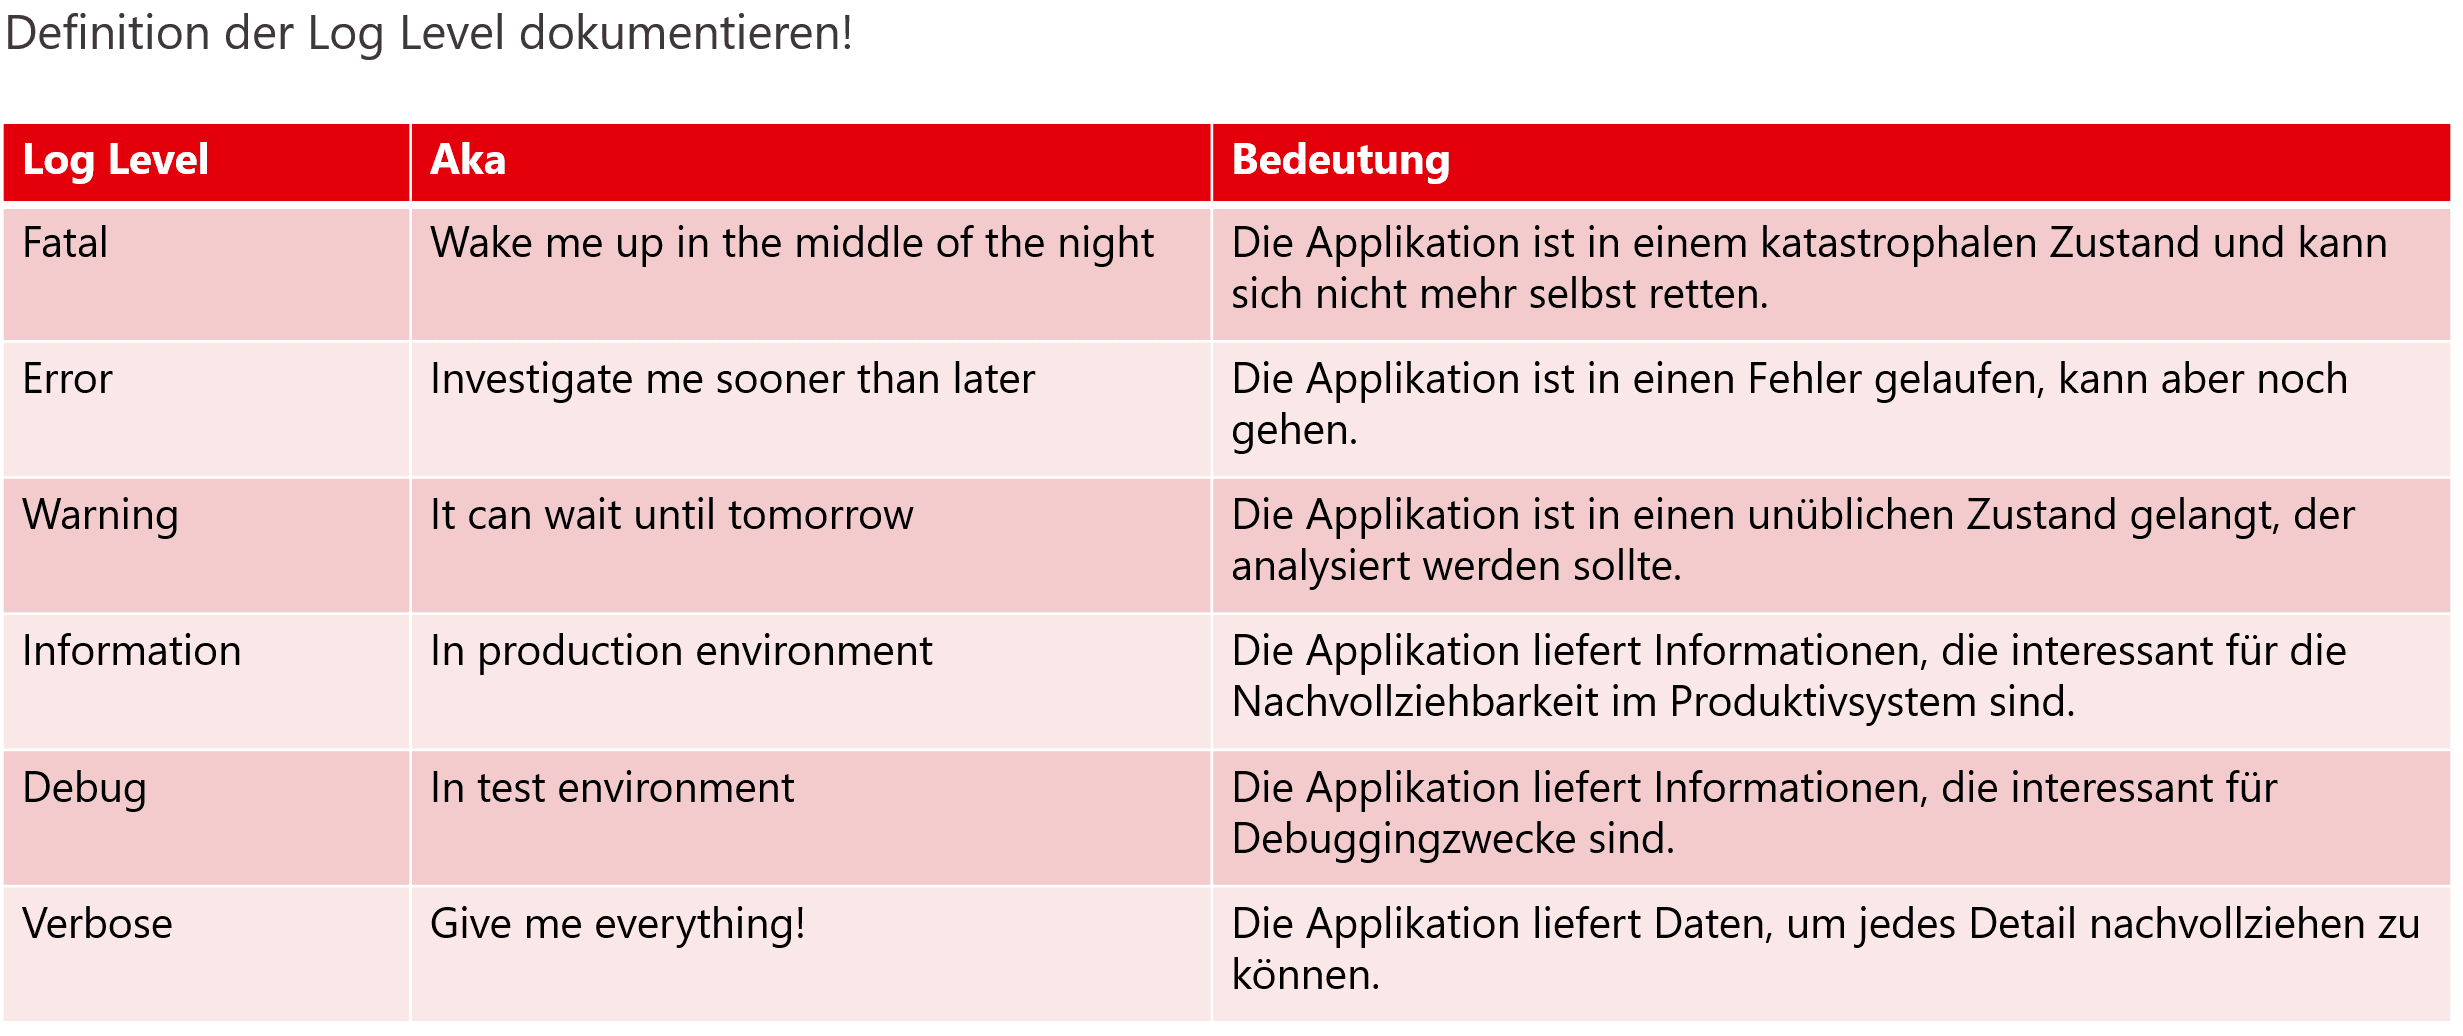 Definition der Log Level dokumentieren!
Log Level Aka Bedeutung
Fatal Wake me up in the middle of the night Die Applikation ist in einem katastrophalen Zustand und kann
sich nicht mehr selbst retten.
Error Investigate me sooner than later Die Applikation ist in einen Fehler gelaufen, kann aber noch
gehen.
Warning It can wait until tomorrow Die Applikation ist in einen unüblichen Zustand gelangt, der
analysiert werden sollte.
Information In production environment Die Applikation liefert Informationen, die interessant für die
Nachvollziehbarkeit im Produktivsystem sind.
Debug In test environment Die Applikation liefert Informationen, die interessant für
Debuggingzwecke sind.
Verbose Give me everything! Die Applikation liefert Daten, um jedes Detail nachvollziehen zu
können.